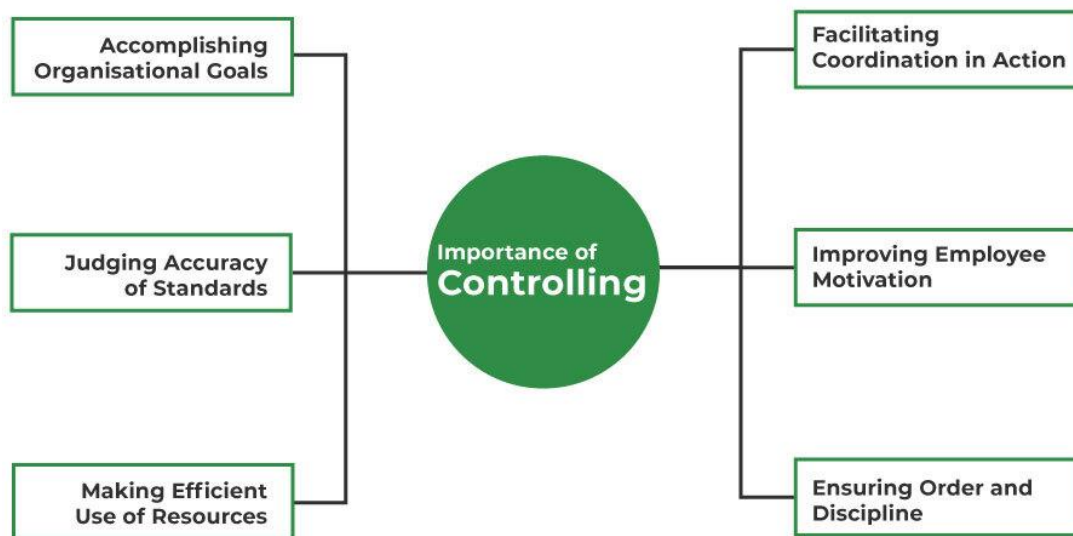 Accomplishing
Organisational Goals
Judging Accuracy
of Standards
Making Efficient
Use of Resources
Importance of
Controlling
Facilitating
Coordination in Action
Improving Employee
Motivation
Ensuring Order and
Discipline